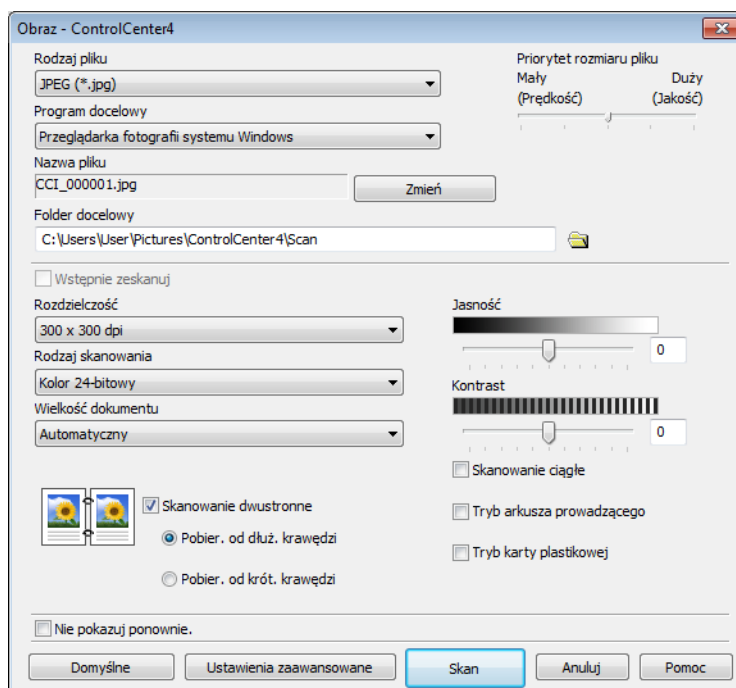 Obraz - ControlCenter4
Rodzaj pliku
JPEG (*.jpg)
Program docelowy
Przeglądarka fotografii systemu Windows
Nazwa pliku
CCI_000001.jpg
Zmień
Folder docelowy
C:\Users\User\Pictures\ControlCenter4\Scan
Priorytet rozmiaru pliku
Mały Duży
(Prędkość) (Jakość)
Wstępnie zeskanuj
Rozdzielczość
300 x 300 dpi
Rodzaj skanowania
Kolor 24-bitowy
Wielkość dokumentu
Automatyczny
Skanowanie dwustronne
Pobier. od dłuż. krawędzi
Pobier. od krót. krawędzi
Jasność
0
Kontrast
0
Skanowanie ciągłe
Tryb arkusza prowadzącego
Tryb karty plastikowej
Nie pokazuj ponownie.
Domyślne Ustawienia zaawansowane Skan Anuluj Pomoc